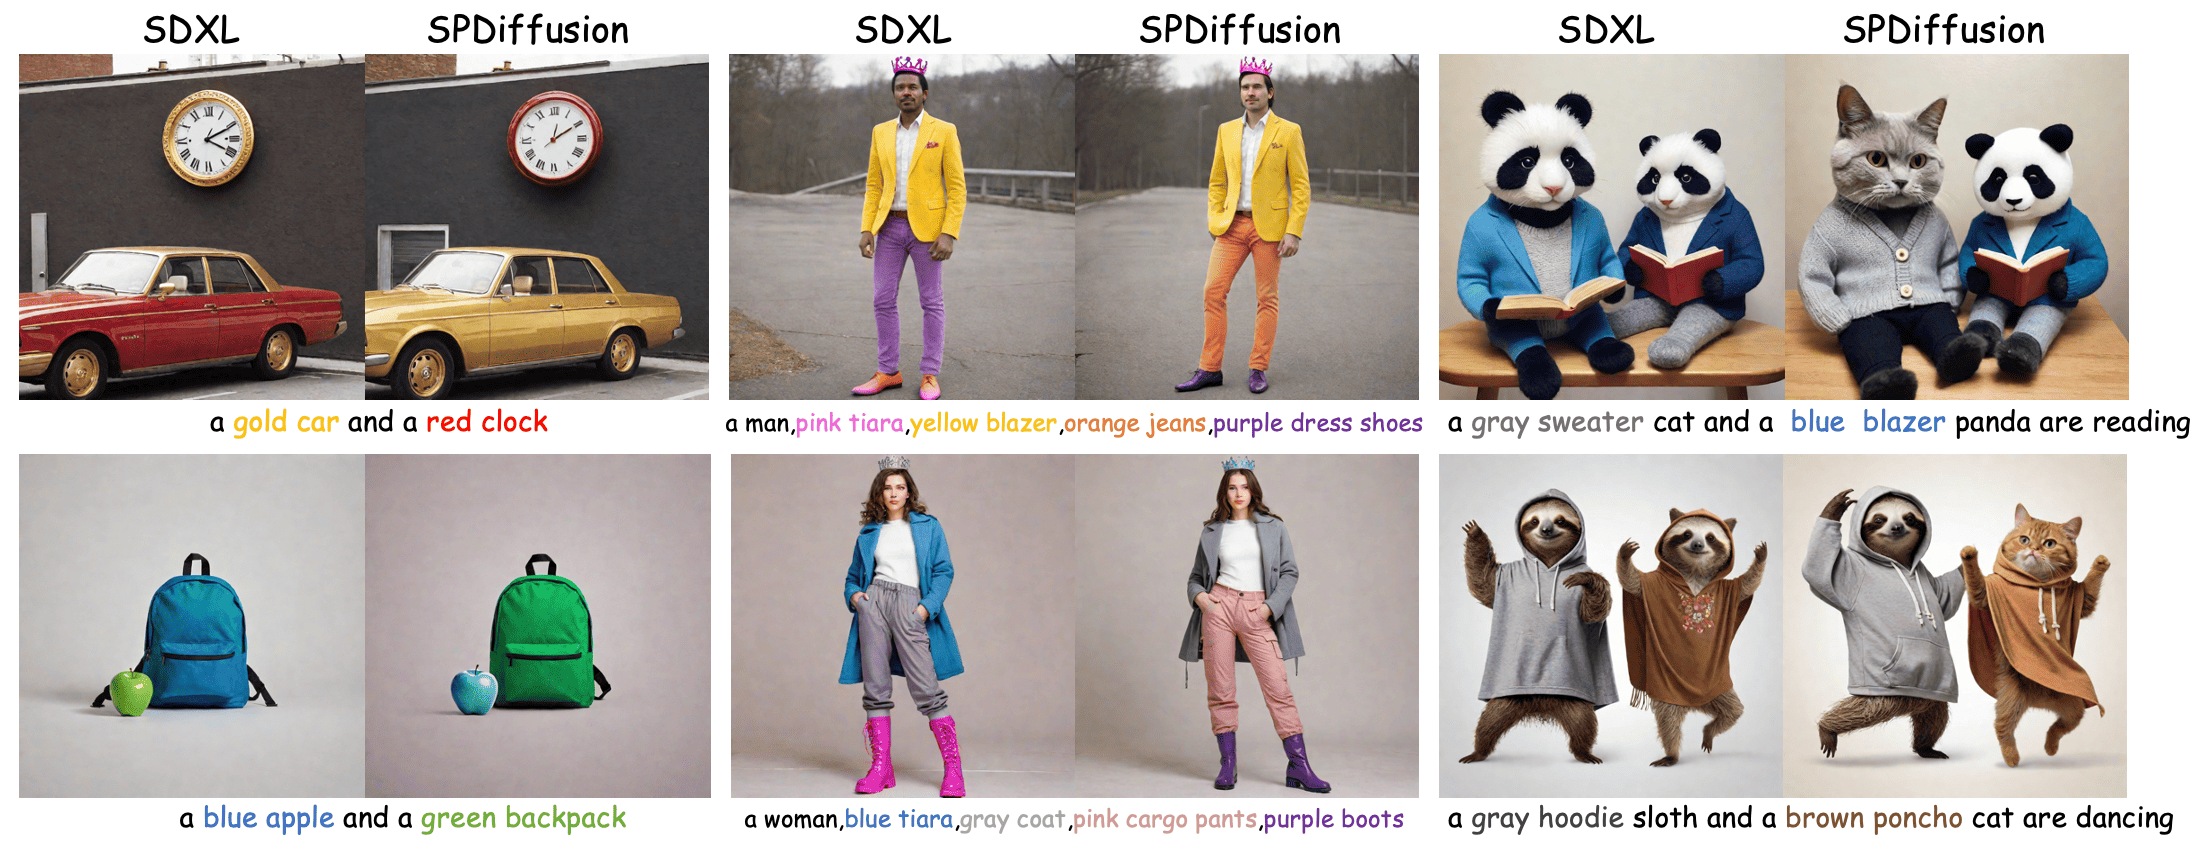 SDXL SPDiffusion SDXL SPDiffusion SDXL SPDiffusion
a gold car and a red clock
a man,pink tiara,yellow blazer,orange jeans,purple dress shoes
a gray sweater cat and a blue blazer panda are reading
a blue apple and a green backpack
a woman,blue tiara,gray coat,pink cargo pants,purple boots
a gray hoodie sloth and a brown poncho cat are dancing